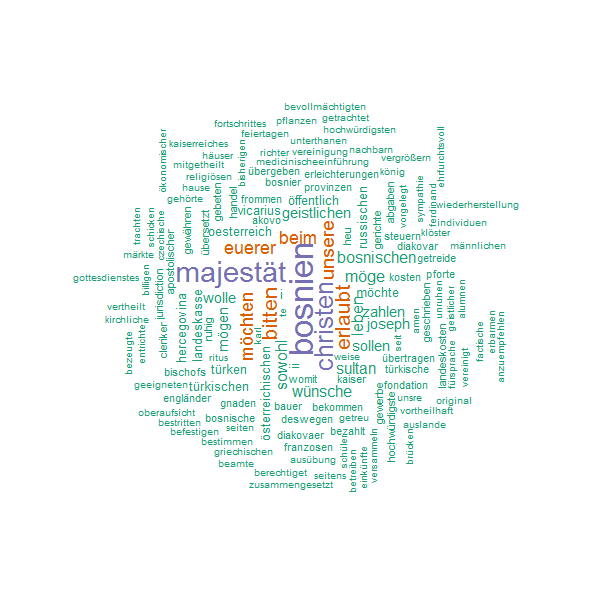 bevollmächtigten
pflanzen getrachtet
fortschrittes
feiertagen
hochwürdigsten
unterthanen
kaiserreiches
richter vereinigung nachbarn
häuser
medicinischeeinführung
vergrößern
mitgetheilt
übergeben erleichterungen
könig
religiösen
bosnier provinzen
ökonomischer
bisherigen
ehrfurchtsvoll
hause
gehörte
gebeten
handel
frommen
öffentlich
russischen
abgaben
vorgelegt
sympathie
ferdinand
wiederherstellung
vicarius
geistlichen
akovo
individuen
klöster
trachten
schicken
czechische
apostolischer
gewähren
übersetzt
oesterreich
beim
heu
gerichte
steuern
diakovar
männlichen
euerer
unsere
bosnischen
getreide
märkte
gottesdienstes
billigen
jurisdiction
majestät
bosnien
möge
kosten
pforte
unruhen
geistlicher
alumnen
möchte
vertheilt
kirchliche
hercegovina
landeskasse
wolle
bitten
i
te
christen
erlaubt
leben
zahlen
geschrieben
joseph
amen
seit
bezeugte
entlichte
cleriker
ruhig
mögen
möchten
karl
sowohl
ii
weise
sollen
landeskosten
fürsprache
vereinigt
factische
erbarmen
anzuempfehlen
bischofs
ritus
türken
sultan
übertragen
türkische
geeigneten
türkischen
österreichischen
womit
kaiser
fondation
engländer
gnaden
wünsche
gewerbe
hochwürdigste
unsre
original
oberaufsicht
bauer
bekommen
vortheilhaft
bestritten
bosnische
deswegen
getreu
auslande
befestigen
seiten
diakovaer
bezahlt
brücken
bestimmen
franzosen
griechischen
ausübung
schülen
versammeln
beamte
berechtiget
seitens
betreiben
einkünfte
zusammengesetzt